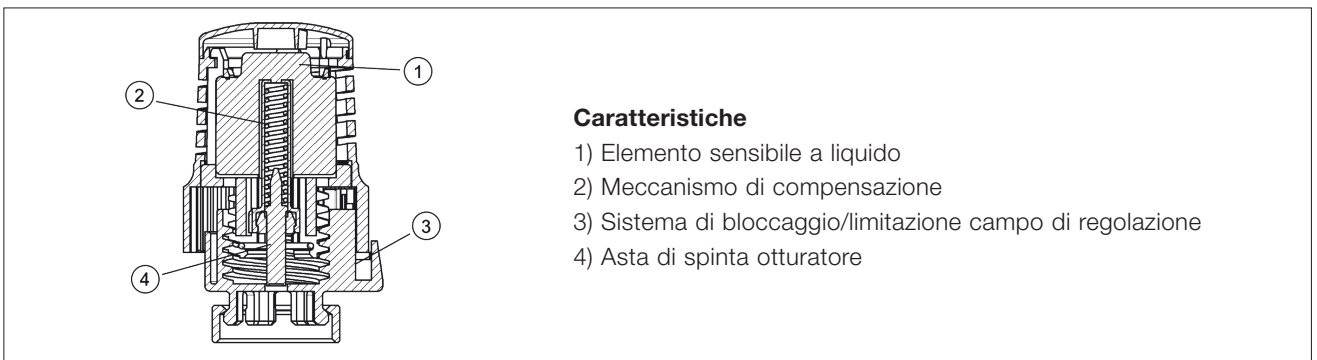 1
2
3
4
Caratteristiche
1) Elemento sensibile a liquido
2) Meccanismo di compensazione
3) Sistema di bloccaggio/limitazione campo di regolazione
4) Asta di spinta otturatore